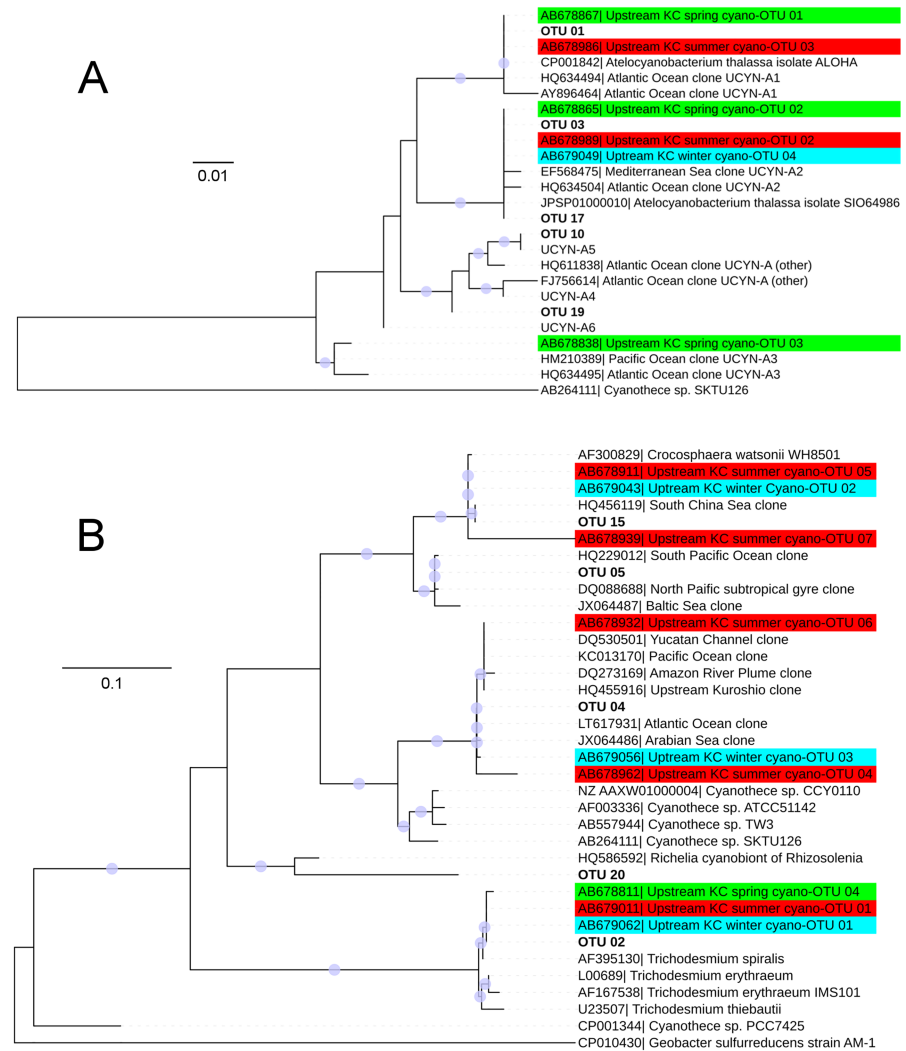 A
AB678867| Upstream KC spring cyano-OTU 01
OTU 01
AB678986| Upstream KC summer cyano-OTU 03
CP001842| Atelocyanobacterium thalassa isolate ALOHA
HQ634494| Atlantic Ocean clone UCYN-A1
AY896464| Atlantic Ocean clone UCYN-A1
AB678865| Upstream KC spring cyano-OTU 02
OTU 03
AB678989| Upstream KC summer cyano-OTU 02
AB679049| Uptream KC winter cyano-OTU 04
EF568475| Mediterranean Sea clone UCYN-A2
HQ634504| Atlantic Ocean clone UCYN-A2
JPSP01000010| Atelocyanobacterium thalassa isolate SIO64986
OTU 17
OTU 10
UCYN-A5
HQ611838| Atlantic Ocean clone UCYN-A (other)
FJ756614| Atlantic Ocean clone UCYN-A (other)
UCYN-A4
OTU 19
UCYN-A6
AB678838| Upstream KC spring cyano-OTU 03
HM210389| Pacific Ocean clone UCYN-A3
HQ634495| Atlantic Ocean clone UCYN-A3
AB264111| Cyanothece sp. SKTU126
0.01
B
AF300829| Crocosphaera watsonii WH8501
AB678911| Upstream KC summer cyano-OTU 05
AB679043| Uptream KC winter Cyano-OTU 02
HQ456119| South China Sea clone
OTU 15
AB678939| Upstream KC summer cyano-OTU 07
HQ229012| South Pacific Ocean clone
OTU 05
DQ088688| North Paific subtropical gyre clone
JX064487| Baltic Sea clone
AB678932| Upstream KC summer cyano-OTU 06
DQ530501| Yucatan Channel clone
KC013170| Pacific Ocean clone
DQ273169| Amazon River Plume clone
HQ455916| Upstream Kuroshio clone
OTU 04
LT617931| Atlantic Ocean clone
JX064486| Arabian Sea clone
AB679056| Uptream KC winter cyano-OTU 03
AB678962| Upstream KC summer cyano-OTU 04
NZ AAXW01000004| Cyanothece sp. CCY0110
AF003336| Cyanothece sp. ATCC51142
AB557944| Cyanothece sp. TW3
AB264111| Cyanothece sp. SKTU126
HQ586592| Richelia cyanobiont of Rhizosolenia
OTU 20
AB678811| Upstream KC spring cyano-OTU 04
AB679011| Upstream KC summer cyano-OTU 01
AB679062| Upstream KC winter cyano-OTU 01
OTU 02
AF395130| Trichodesmium spiralis
L00689| Trichodesmium erythraeum
AF167538| Trichodesmium erythraeum IMS101
U23507| Trichodesmium thiebautii
CP001344| Cyanothece sp. PCC7425
CP010430| Geobacter sulfurreducens strain AM-1
0.1